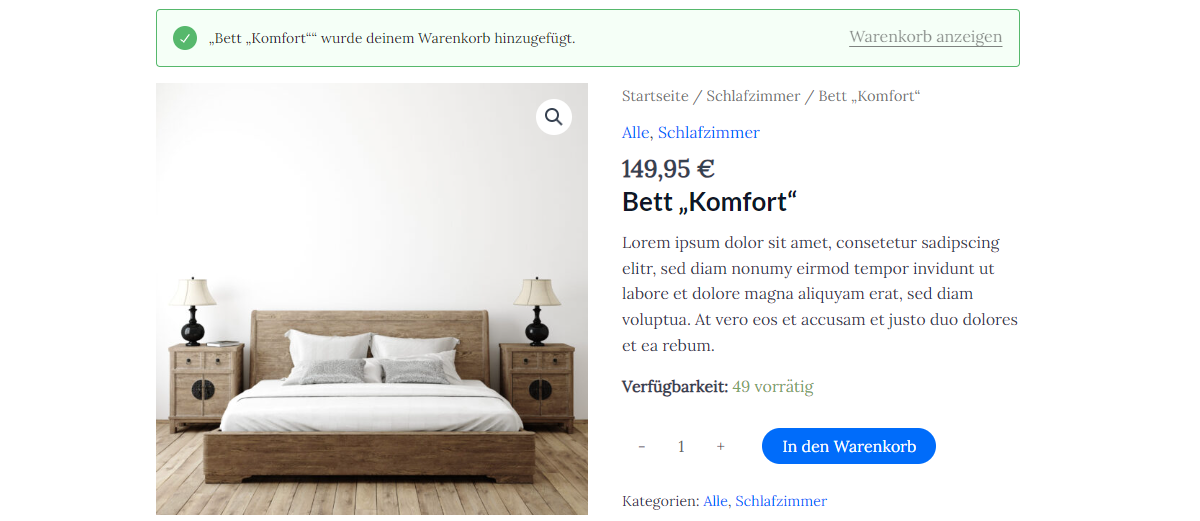 „Bett „Komfort““ wurde deinem Warenkorb hinzugefügt.
Warenkorb anzeigen
Startseite / Schlafzimmer / Bett „Komfort“
Alle, Schlafzimmer
149,95 €
Bett „Komfort“
Lorem ipsum dolor sit amet, consetetur sadipscing
elitr, sed diam nonumy eirmod tempor invidunt ut
labore et dolore magna aliquyam erat, sed diam
voluptua. At vero eos et accusam et justo duo dolores
et ea rebum.
Verfügbarkeit: 49 vorrätig
- 1 +
In den Warenkorb
Kategorien: Alle, Schlafzimmer